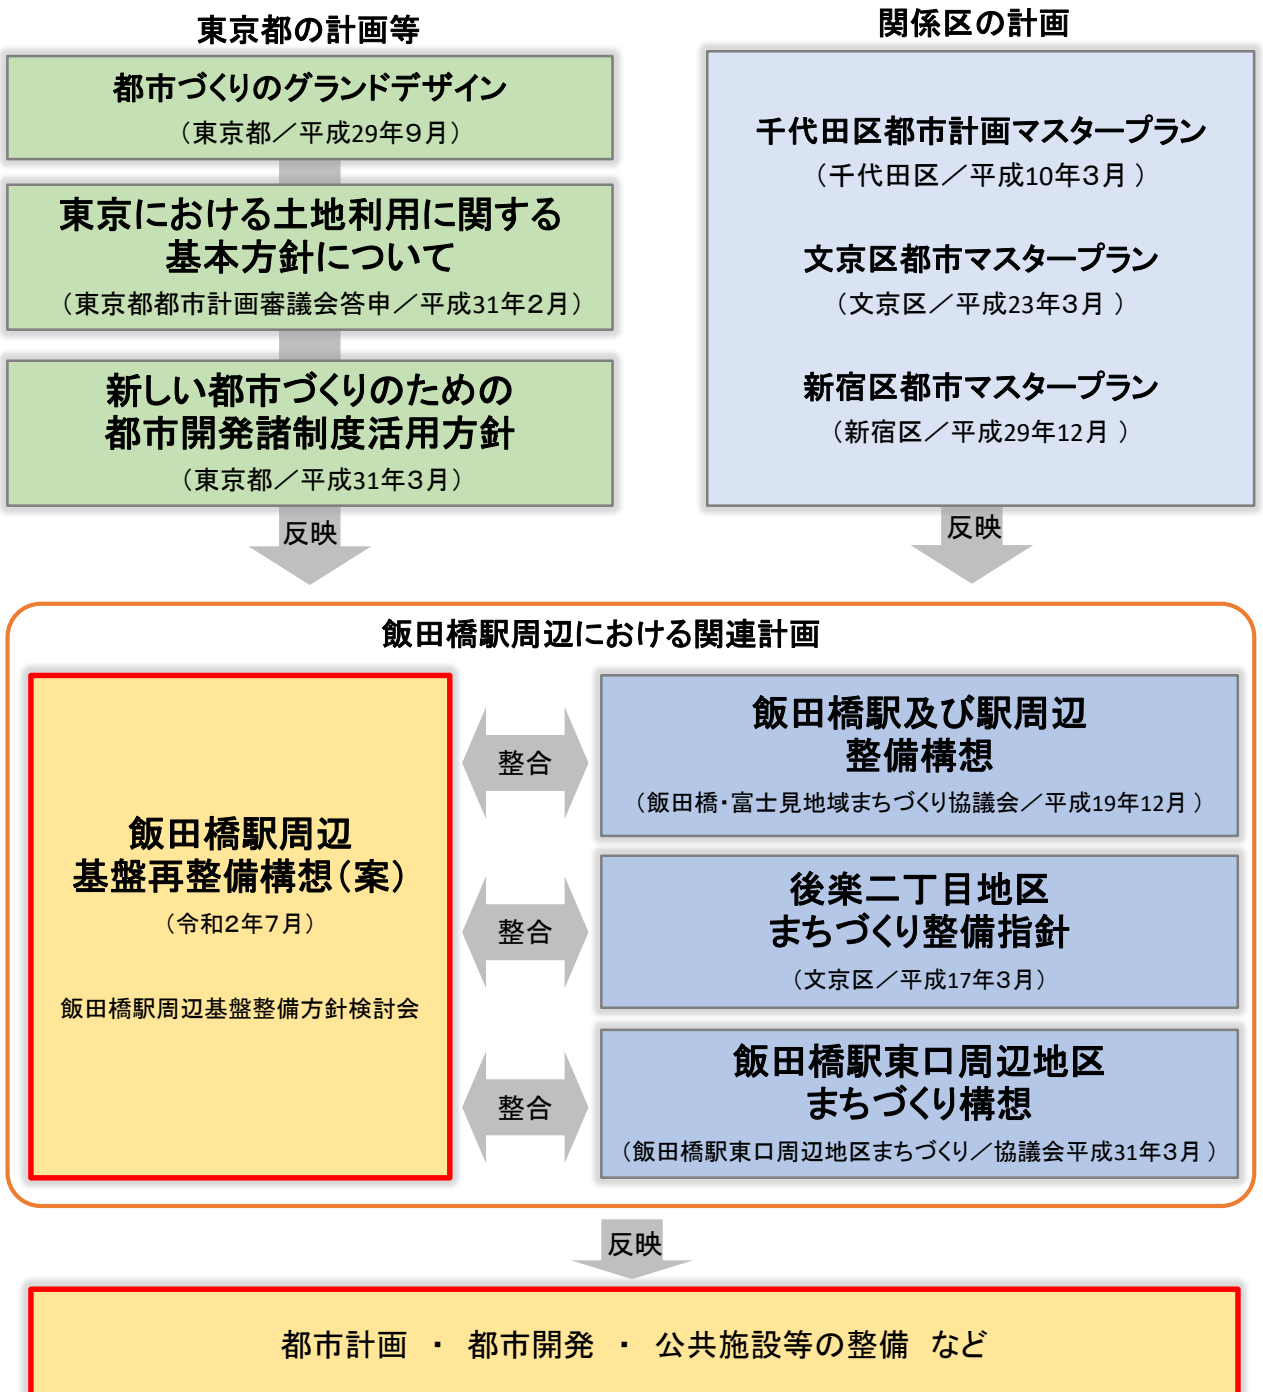 東京都の計画等
都市づくりのグランドデザイン
（東京都／平成29年９月）
東京における土地利用に関する
基本方針について
（東京都都市計画審議会答申／平成31年２月）
新しい都市づくりのための
都市開発諸制度活用方針
（東京都／平成31年３月）
反映
関係区の計画
千代田区都市計画マスタープラン
（千代田区／平成10年３月 ）
文京区都市マスタープラン
（文京区／平成23年３月 ）
新宿区都市マスタープラン
（新宿区／平成29年12月 ）
反映
飯田橋駅周辺における関連計画
飯田橋駅周辺
基盤再整備構想（案）
（令和２年７月）
飯田橋駅周辺基盤整備方針検討会
整合
飯田橋駅及び駅周辺
整備構想
（飯田橋・富士見地域まちづくり協議会／平成19年12月 ）
整合
後楽二丁目地区
まちづくり整備指針
（文京区／平成17年３月）
整合
飯田橋駅東口周辺地区
まちづくり構想
（飯田橋駅東口周辺地区まちづくり／協議会平成31年３月 ）
反映
都市計画 ・ 都市開発 ・ 公共施設等の整備 など